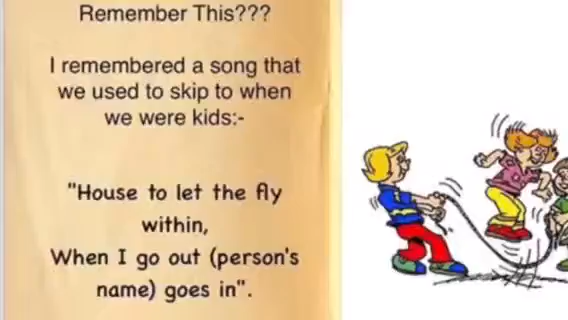 Remember This???
I remembered a song that
we used to skip to when
we were kids:-
"House to let the fly
within,
When I go out (person's
name) goes in".